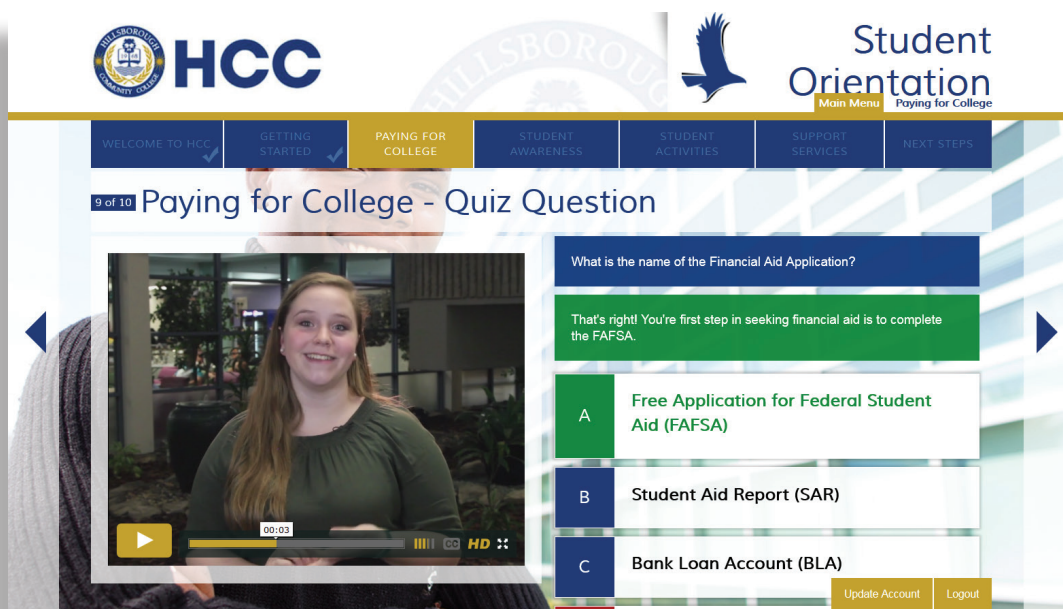 HILLSBOROUGH
COMMUNITY COLLEGE
HCC
SBOROUGH
Student
Orientation
Main Menu
Paying for College
WELCOME TO HCC
GETTING
STARTED
PAYING FOR
COLLEGE
STUDENT
AWARENESS
STUDENT
ACTIVITIES
SUPPORT
SERVICES
NEXT STEPS
9 of 10 Paying for College - Quiz Question
What is the name of the Financial Aid Application?
That's right! You're first step in seeking financial aid is to complete
the FAFSA.
A
Free Application for Federal Student
Aid (FAFSA)
B
Student Aid Report (SAR)
C
Bank Loan Account (BLA)
00:03
CC
HD
Update Account
Logout